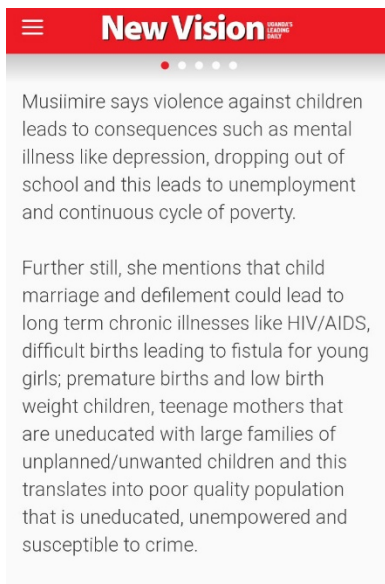 New Vision
UGANDA'S
LEADING
DAILY
Musiimire says violence against children
leads to consequences such as mental
illness like depression, dropping out of
school and this leads to unemployment
and continuous cycle of poverty.
Further still, she mentions that child
marriage and defilement could lead to
long term chronic illnesses like HIV/AIDS,
difficult births leading to fistula for young
girls; premature births and low birth
weight children, teenage mothers that
are uneducated with large families of
unplanned/unwanted children and this
translates into poor quality population
that is uneducated, unempowered and
susceptible to crime.